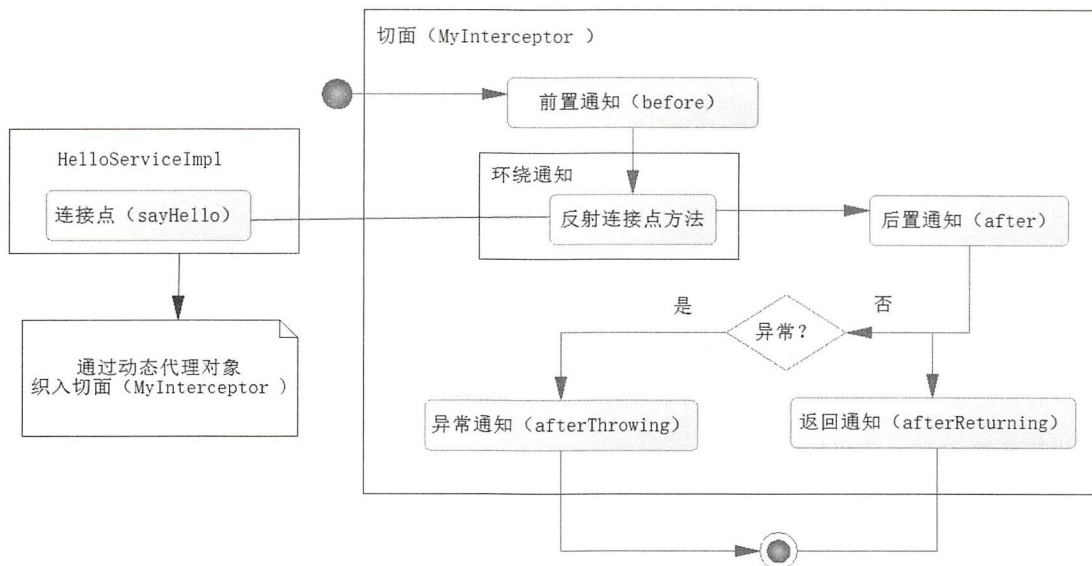 切面（MyInterceptor ）
前置通知（before）
HelloServiceImpl
环绕通知
连接点（sayHello）
反射连接点方法
后置通知（after）
是
否
异常？
通过动态代理对象
织入切面（MyInterceptor ）
异常通知（afterThrowing）
返回通知（afterReturning）